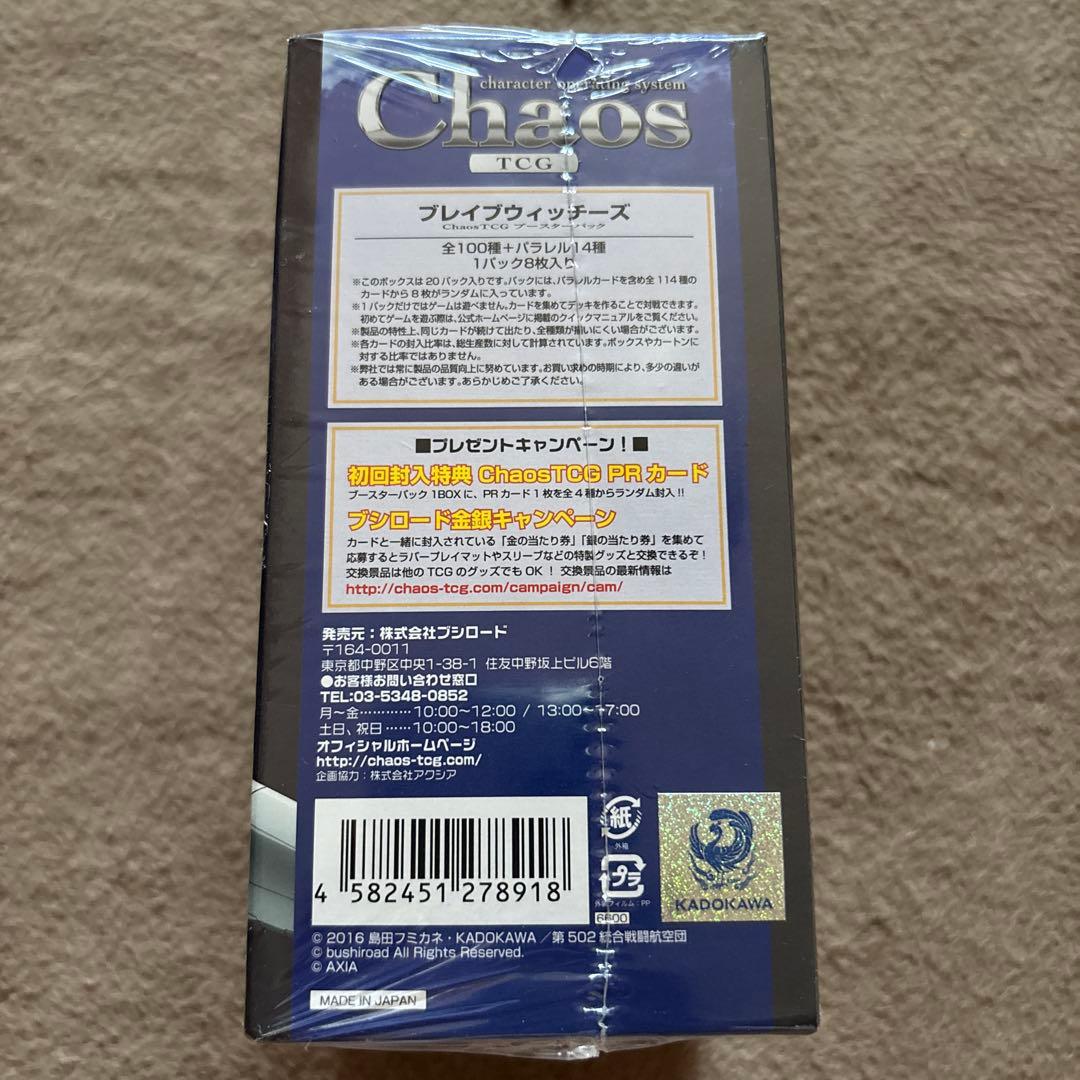 character operating system
Chaos
TCG
ブレイブウィッチーズ
ChaosTCG ブースターパック
全100種+パラレル14種
1パック8枚入り
※このボックスは20パック入りです。パックには、パラレルカードを含め全114種の
カードから8枚がランダムに入っています。
※1パックだけではゲームは遊べません。カードを集めてデッキを作ることで対戦できます。
初めてゲームを遊ぶ際は、公式ホームページに掲載のクイックマニュアルをご覧ください。
※製品の特性上、同じカードが続けて出たり、全種類が揃いにくい場合がございます。
※各カードの封入比率は、総生産数に対して計算されています。ボックスやカートンに
対する比率ではありません。
※弊社では常に製品の品質向上に努めています。お買い求めの時期により、多少の違いが
ある場合がございます。あらかじめご了承ください。
■プレゼントキャンペーン!■
初回封入特典 ChaosTCG PRカード
ブースターパック 1BOXに、PRカード1枚を全4種からランダム封入!!
ブシロード金銀キャンペーン
カードと一緒に封入されている「金の当たり券」「銀の当たり券」を集めて
応募するとラバープレイマットやスリーブなどの特製グッズと交換できるぞ!
交換景品は他のTCGのグッズでもOK! 交換景品の最新情報は
http://chaos-tcg.com/campaign/cam/
発売元:株式会社ブシロード
〒164-0011
東京都中野区中央1-38-1 住友中野坂上ビル6階
●お客様お問い合わせ窓口
TEL:03-5348-0852
月~金…………10:00~12:00 / 13:00~17:00
土日、祝日……10:00~18:00
オフィシャルホームページ
http://chaos-tcg.com/
企画協力:株式会社アクシア
4 582451 278918
紙
外箱
プラ
外装フィルム:PP
6600
KADOKAWA
© 2016 島田フミカネ・KADOKAWA/第502統合戦闘航空団
© bushiroad All Rights Reserved.
© AXIA
MADE IN JAPAN